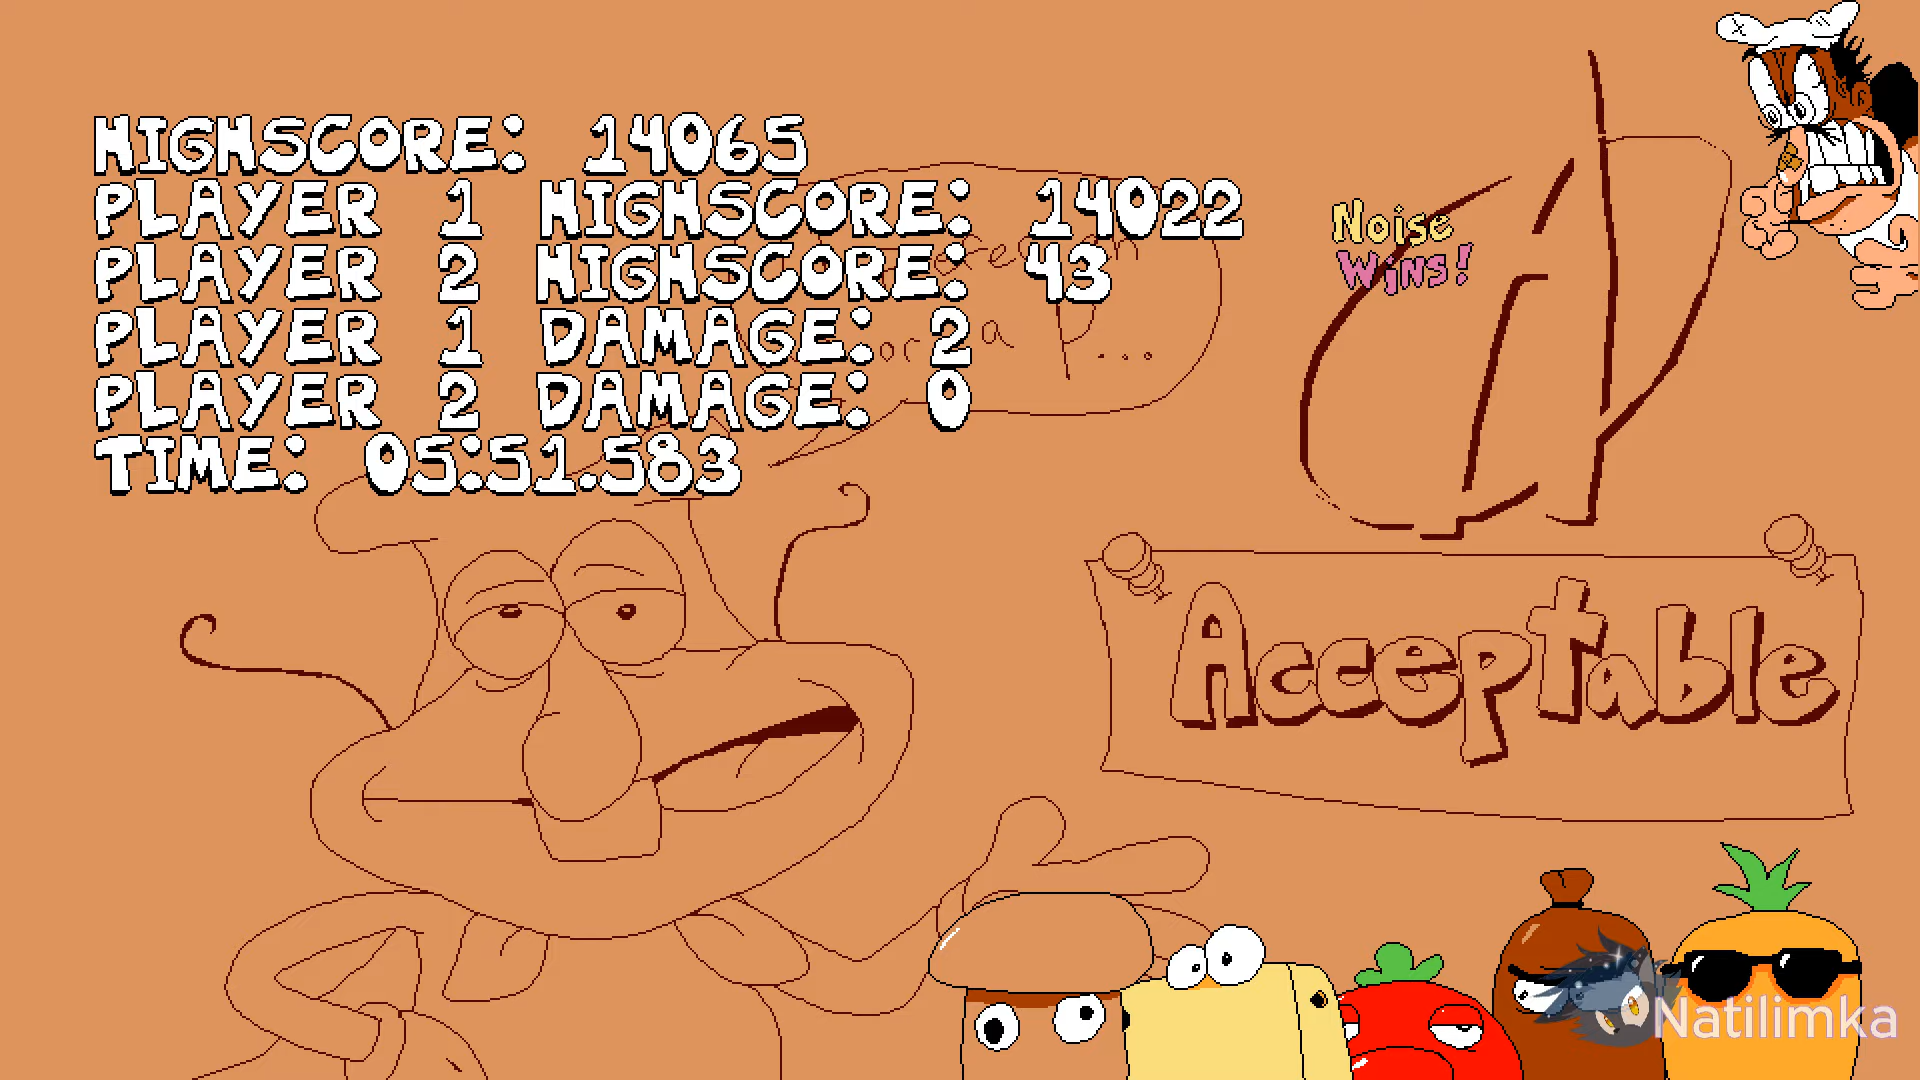 HIGHSCORE: 14065
PLAYER 1 HIGHSCORE: 14022
PLAYER 2 HIGHSCORE: 43
PLAYER 1 DAMAGE: 2
PLAYER 2 DAMAGE: 0
TIME: 05:51.583
or a P...
Noise
Wins!
d
Acceptable
Natilimka